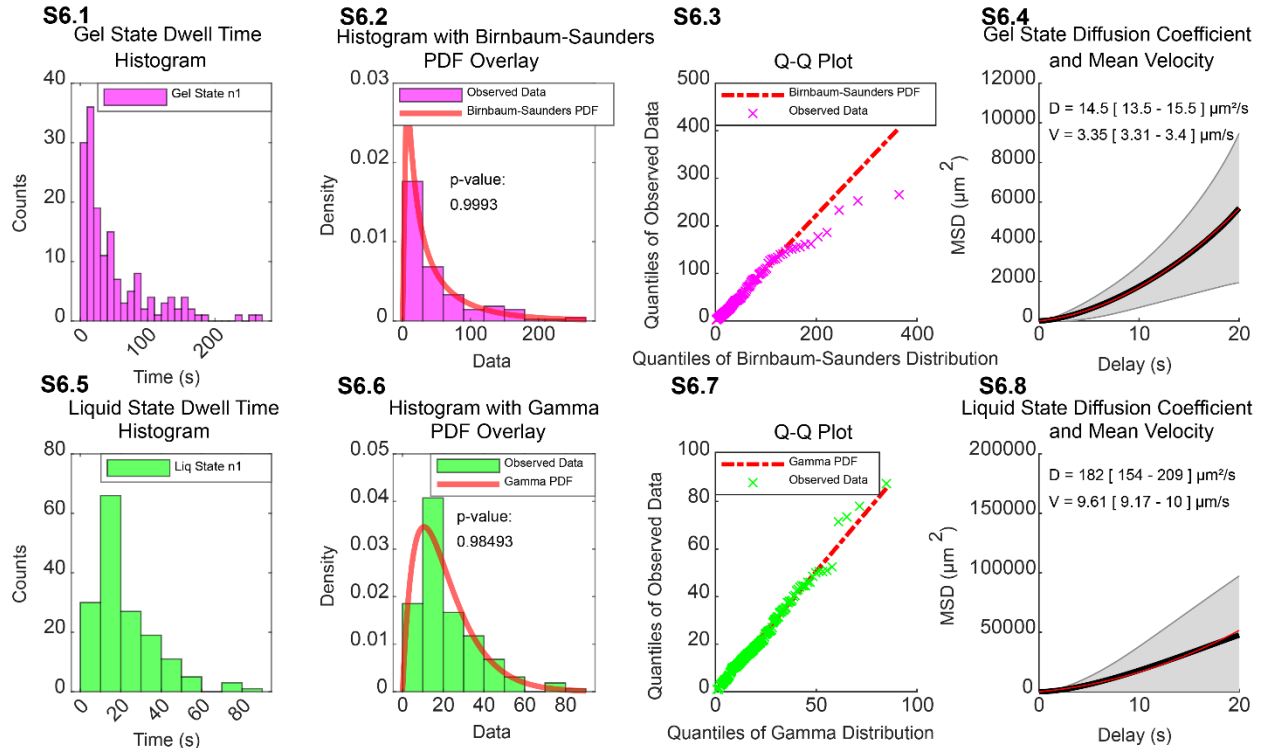 S6.1
Gel State Dwell Time
Histogram
Gel State n1
40
30
20
10
0
Counts
0
100
200
Time (s)
S6.2
Histogram with Birnbaum-Saunders
PDF Overlay
Observed Data
Birnbaum-Saunders PDF
p-value:
0.9993
0.03
0.02
0.01
0
Density
0
100
200
Data
S6.3
Q-Q Plot
Birnbaum-Saunders PDF
Observed Data
500
400
300
200
100
0
Quantiles of Observed Data
0
200
400
Quantiles of Birnbaum-Saunders Distribution
S6.4
Gel State Diffusion Coefficient
and Mean Velocity
D = 14.5 [ 13.5 - 15.5 ] µm²/s
V = 3.35 [ 3.31 - 3.4 ] µm/s
12000
10000
8000
6000
4000
2000
0
MSD (µm²)
0
10
20
Delay (s)
S6.5
Liquid State Dwell Time
Histogram
Liq State n1
80
60
40
20
0
Counts
0
20
40
60
80
Time (s)
S6.6
Histogram with Gamma
PDF Overlay
Observed Data
Gamma PDF
p-value:
0.98493
0.05
0.04
0.03
0.02
0.01
0
Density
0
20
40
60
80
Data
S6.7
Q-Q Plot
Gamma PDF
Observed Data
100
80
60
40
20
0
Quantiles of Observed Data
0
50
100
Quantiles of Gamma Distribution
S6.8
Liquid State Diffusion Coefficient
and Mean Velocity
D = 182 [ 154 - 209 ] µm²/s
V = 9.61 [ 9.17 - 10 ] µm/s
200000
150000
100000
50000
0
MSD (µm²)
0
10
20
Delay (s)